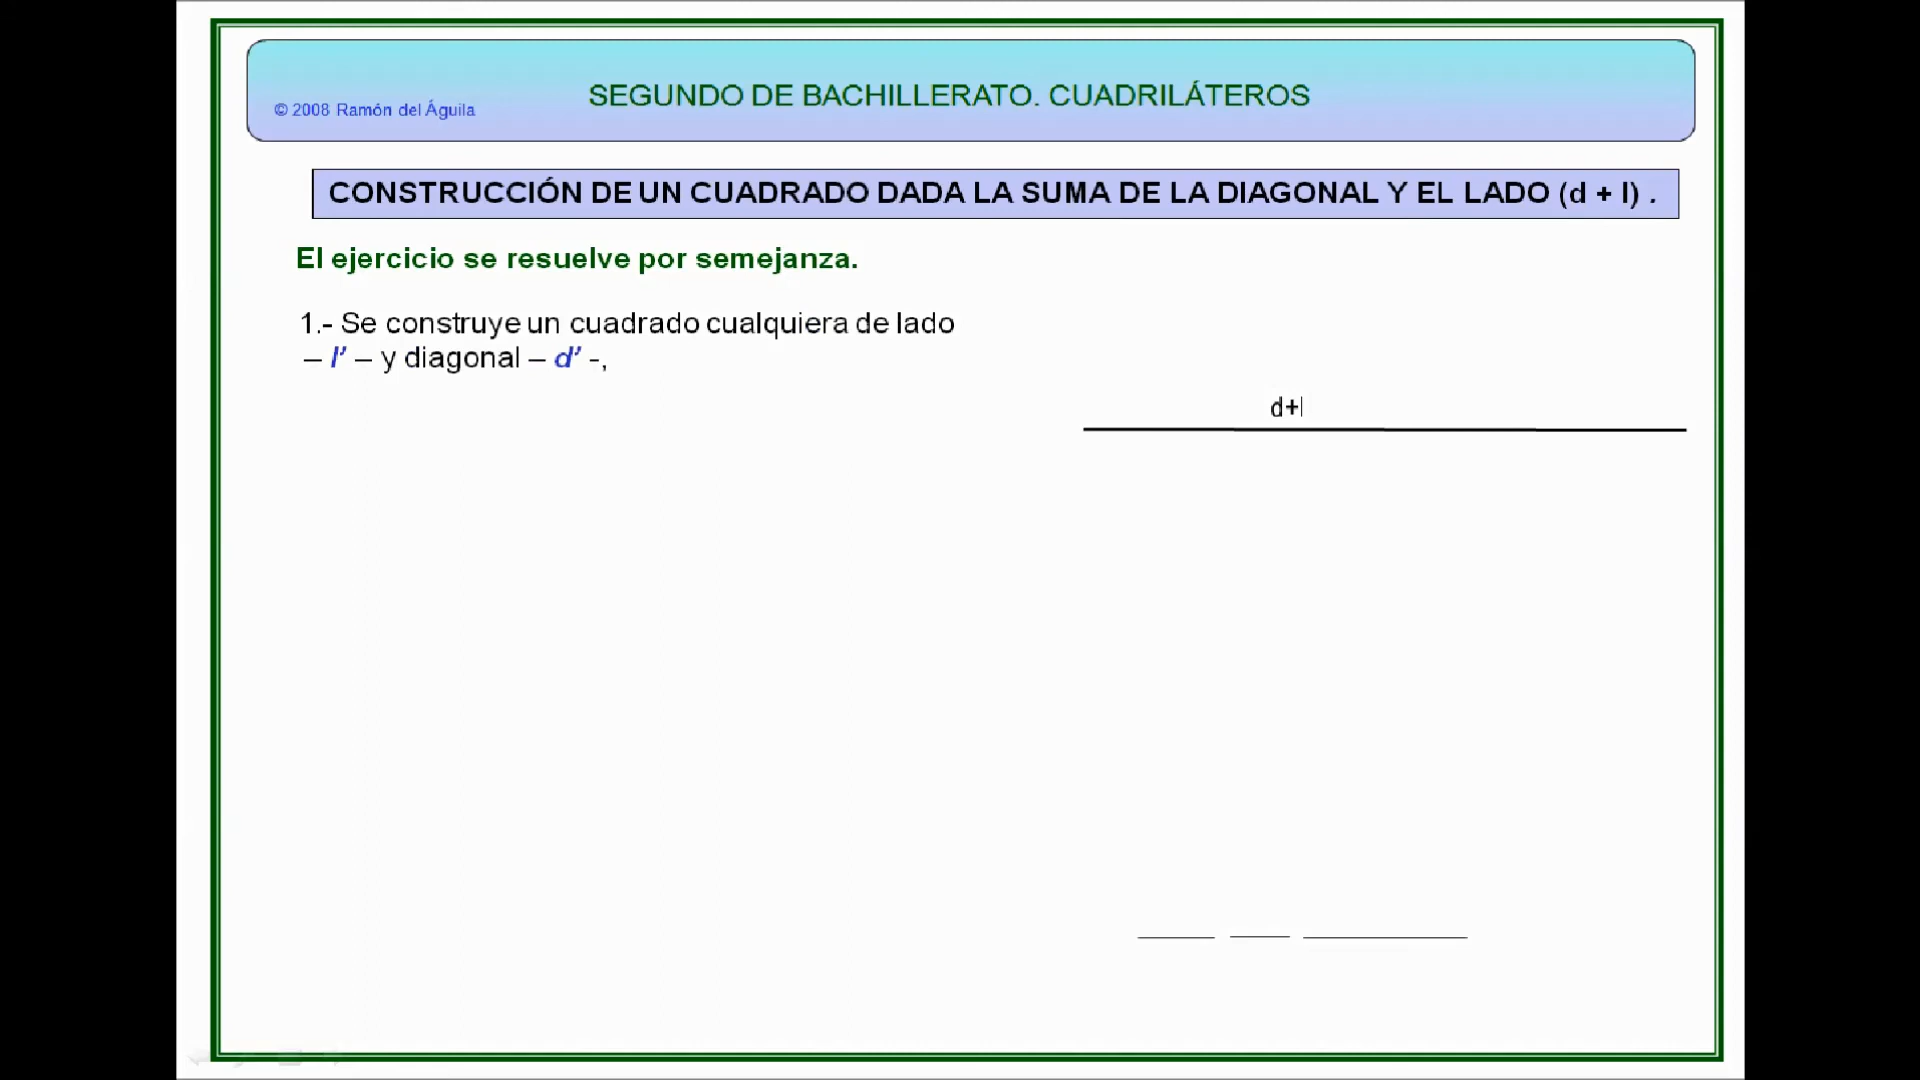 SEGUNDO DE BACHILLERATO. CUADRILÁTEROS
© 2008 Ramón del Águila
CONSTRUCCIÓN DE UN CUADRADO DADA LA SUMA DE LA DIAGONAL Y EL LADO (d + l) .
El ejercicio se resuelve por semejanza.
1.- Se construye un cuadrado cualquiera de lado
– l’ – y diagonal – d’ -,
d+l